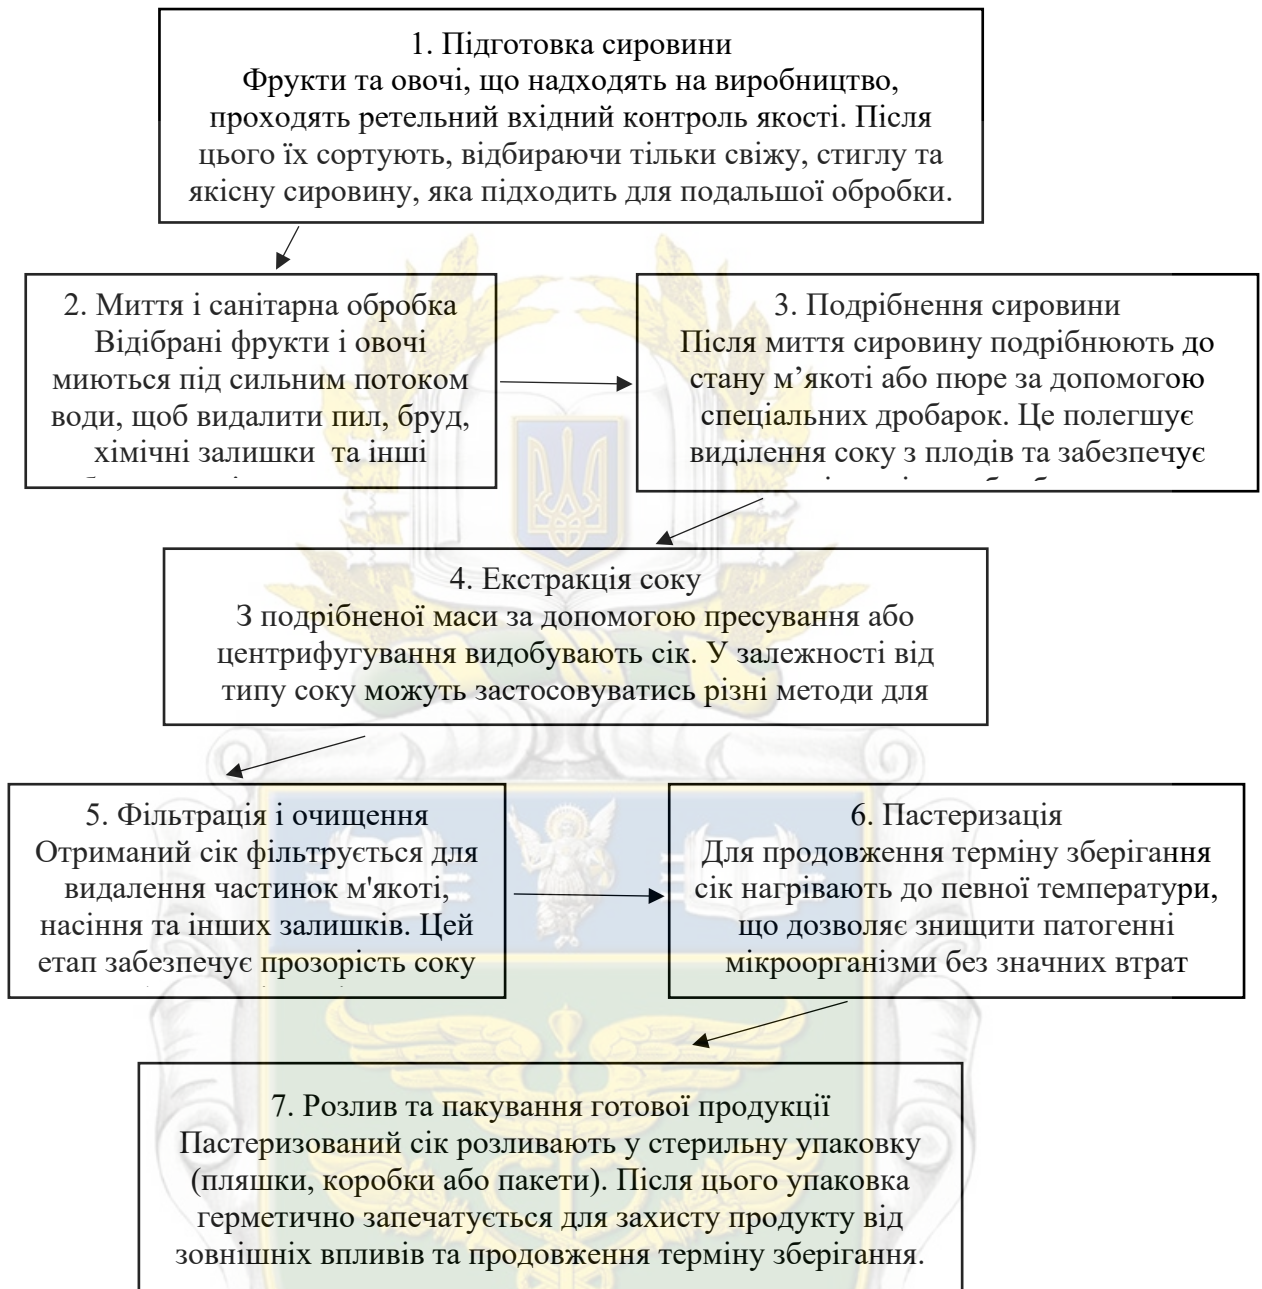 1. Підготовка сировини
Фрукти та овочі, що надходять на виробництво,
проходять ретельний вхідний контроль якості. Після
цього їх сортують, відбираючи тільки свіжу, стиглу та
якісну сировину, яка підходить для подальшої обробки.
2. Миття і санітарна обробка
Відібрані фрукти і овочі
миються під сильним потоком
води, щоб видалити пил, бруд,
хімічні залишки та інші
3. Подрібнення сировини
Після миття сировину подрібнюють до
стану м’якоті або пюре за допомогою
спеціальних дробарок. Це полегшує
виділення соку з плодів та забезпечує
4. Екстракція соку
З подрібненої маси за допомогою пресування або
центрифугування видобувають сік. У залежності від
типу соку можуть застосовуватись різні методи для
5. Фільтрація і очищення
Отриманий сік фільтрується для
видалення частинок м'якоті,
насіння та інших залишків. Цей
етап забезпечує прозорість соку
6. Пастеризація
Для продовження терміну зберігання
сік нагрівають до певної температури,
що дозволяє знищити патогенні
мікроорганізми без значних втрат
7. Розлив та пакування готової продукції
Пастеризований сік розливають у стерильну упаковку
(пляшки, коробки або пакети). Після цього упаковка
герметично запечатується для захисту продукту від
зовнішніх впливів та продовження терміну зберігання.